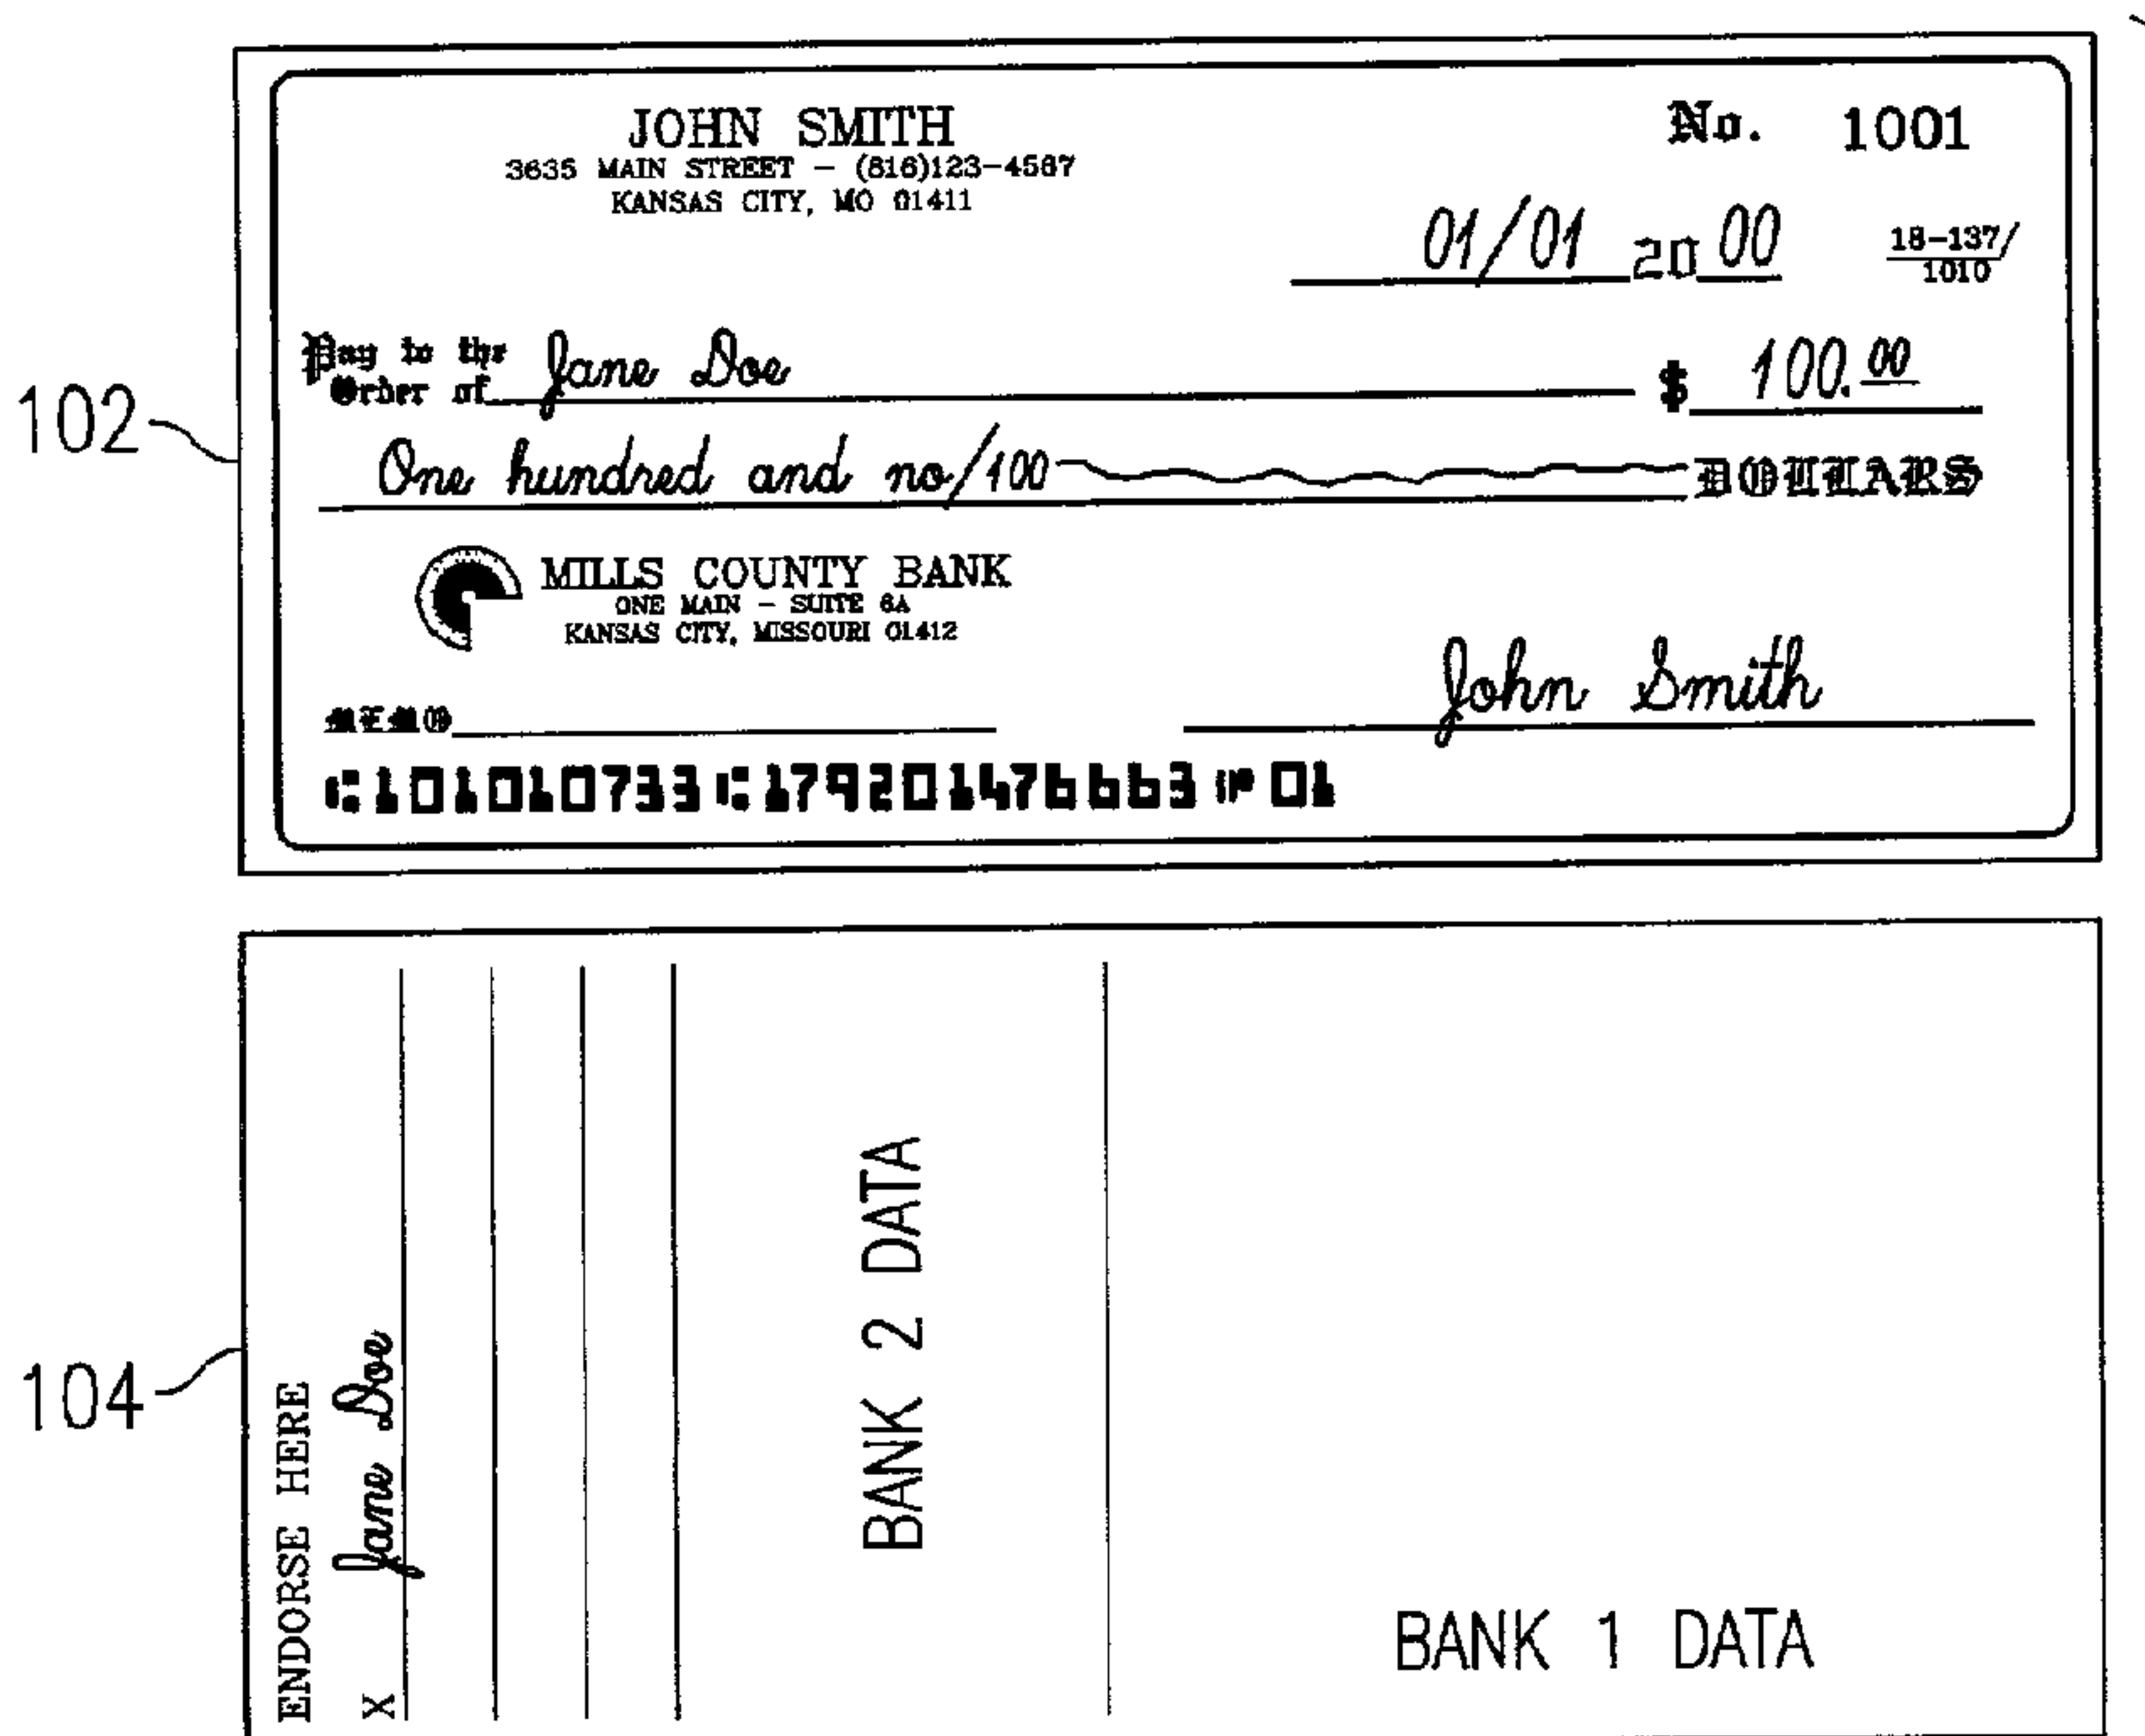 JOHN SMITH
No. 1001
3635 MAIN STREET - (816)123-4567
KANSAS CITY, MO 01411
01/01 20 00
18-137/
1010
Pay to the
Order of Jane Doe $ 100.00
One hundred and no/100 DOLLARS
MILLS COUNTY BANK
ONE MAIN - SUITE 6A
KANSAS CITY, MISSOURI 01412
John Smith
MEMO
⑆101010733⑆179201476663⑈01
102
ENDORSE HERE
X Jane Doe
BANK 2 DATA
BANK 1 DATA
104